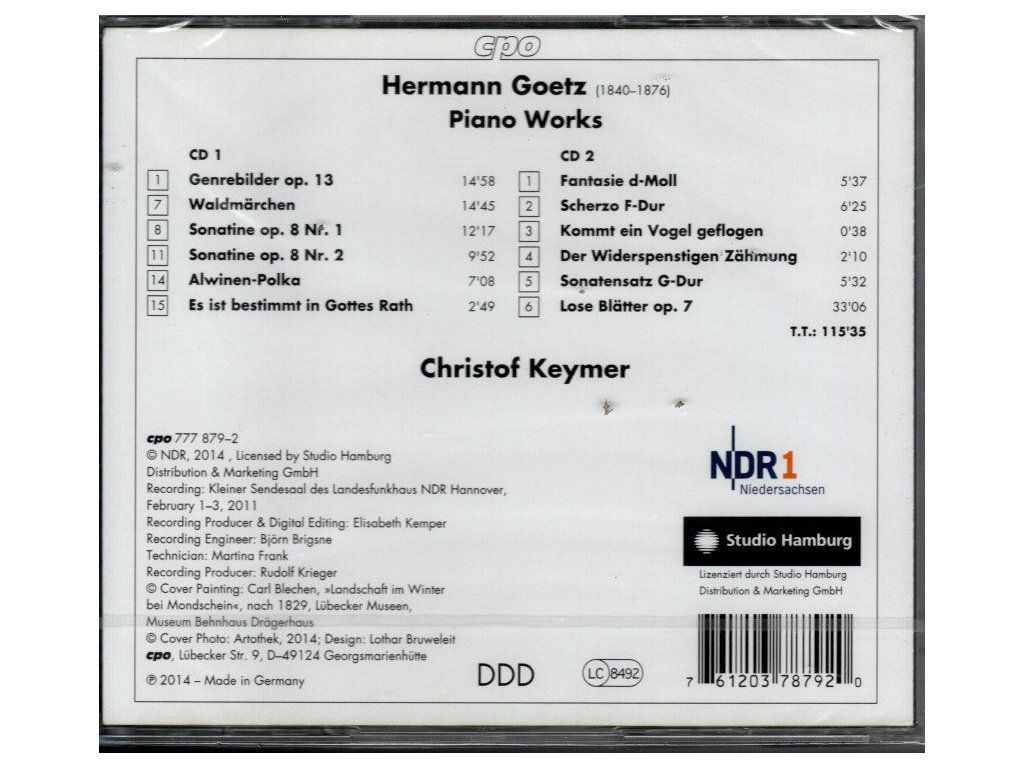 cpo
Hermann Goetz (1840–1876)
Piano Works
CD 1
1 Genrebilder op. 13 14'58
7 Waldmärchen 14'45
8 Sonatine op. 8 Nr. 1 12'17
11 Sonatine op. 8 Nr. 2 9'52
14 Alwinen-Polka 7'08
15 Es ist bestimmt in Gottes Rath 2'49
CD 2
1 Fantasie d-Moll 5'37
2 Scherzo F-Dur 6'25
3 Kommt ein Vogel geflogen 0'38
4 Der Widerspenstigen Zähmung 2'10
5 Sonatensatz G-Dur 5'32
6 Lose Blätter op. 7 33'06
T.T.: 115'35
Christof Keymer
cpo 777 879–2
© NDR, 2014 , Licensed by Studio Hamburg
Distribution & Marketing GmbH
Recording: Kleiner Sendesaal des Landesfunkhaus NDR Hannover,
February 1–3, 2011
Recording Producer & Digital Editing: Elisabeth Kemper
Recording Engineer: Björn Brigsne
Technician: Martina Frank
Recording Producer: Rudolf Krieger
© Cover Painting: Carl Blechen, »Landschaft im Winter
bei Mondschein«, nach 1829, Lübecker Museen,
Museum Behnhaus Drägerhaus
© Cover Photo: Artothek, 2014; Design: Lothar Bruweleit
cpo, Lübecker Str. 9, D–49124 Georgsmarienhütte
℗ 2014 – Made in Germany
DDD
LC 8492
NDR 1
Niedersachsen
Studio Hamburg
Lizenziert durch Studio Hamburg
Distribution & Marketing GmbH
7 61203 78792 0